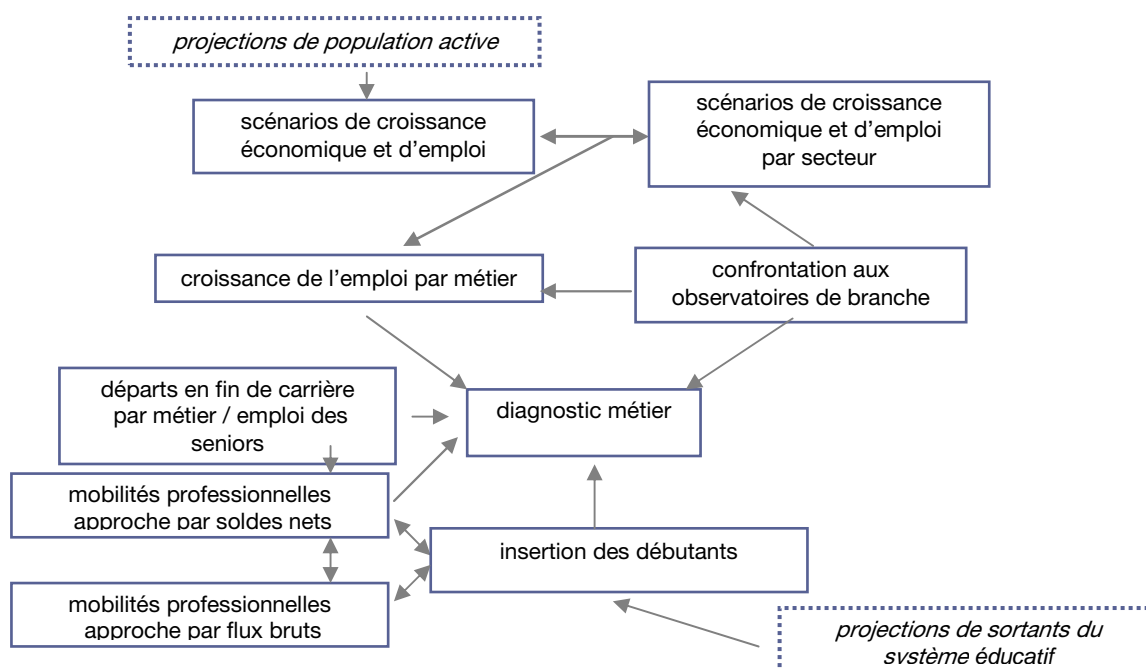 projections de population active
scénarios de croissance
économique et d'emploi
scénarios de croissance
économique et d'emploi
par secteur
croissance de l'emploi par métier
confrontation aux
observatoires de branche
départs en fin de carrière
par métier / emploi des
seniors
diagnostic métier
mobilités professionnelles
approche par soldes nets
insertion des débutants
mobilités professionnelles
approche par flux bruts
projections de sortants du
système éducatif